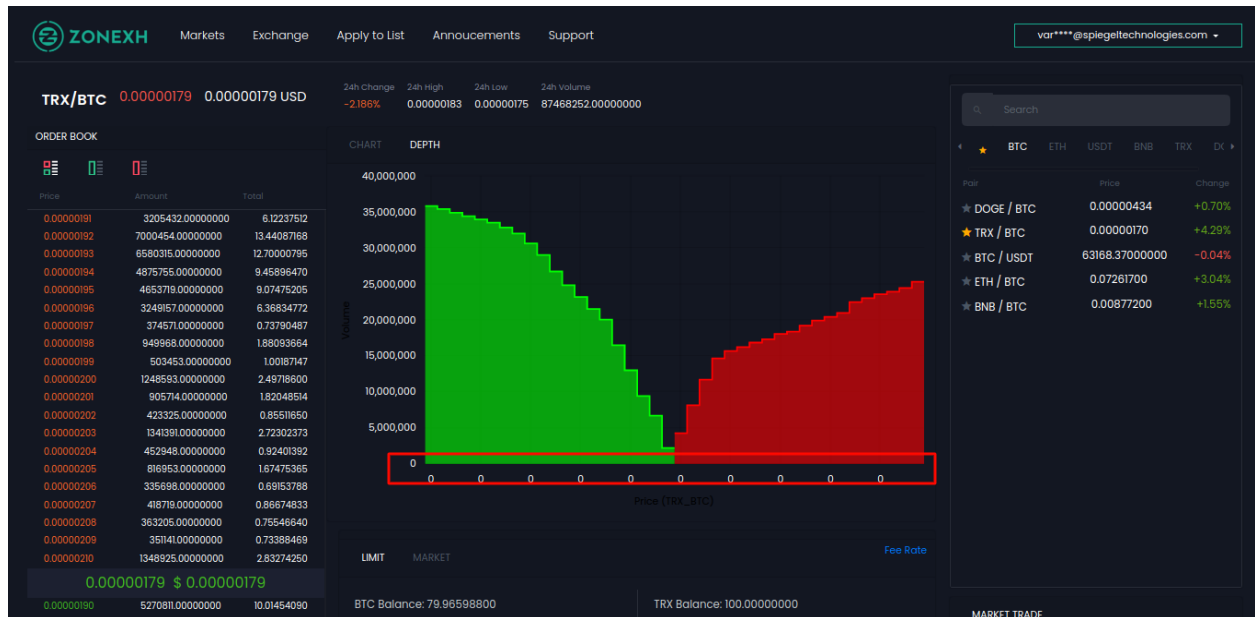 ZONEXH Markets Exchange Apply to List Annoucements Support var****@spiegeltechnologies.com
TRX/BTC 0.00000179 0.00000179 USD
24h Change 24h High 24h Low 24h Volume
-2.186% 0.00000183 0.00000175 87468252.00000000
ORDER BOOK
Price Amount Total
0.00000191 3205432.00000000 6.12237512
0.00000192 7000454.00000000 13.44087168
0.00000193 6580315.00000000 12.70000795
0.00000194 4875755.00000000 9.45896470
0.00000195 4653719.00000000 9.07475205
0.00000196 3249157.00000000 6.36834772
0.00000197 374571.00000000 0.73790487
0.00000198 949968.00000000 1.88093664
0.00000199 503453.00000000 1.00187147
0.00000200 1248593.00000000 2.49718600
0.00000201 905714.00000000 1.82048514
0.00000202 423325.00000000 0.85511650
0.00000203 1341391.00000000 2.72302373
0.00000204 452948.00000000 0.92401392
0.00000205 816953.00000000 1.67475365
0.00000206 335698.00000000 0.69153788
0.00000207 418719.00000000 0.86674833
0.00000208 363205.00000000 0.75546640
0.00000209 351141.00000000 0.73388469
0.00000210 1348925.00000000 2.83274250
0.00000179 $ 0.00000179
0.00000190 5270811.00000000 10.01454090
CHART DEPTH
40,000,000
35,000,000
30,000,000
25,000,000
20,000,000
15,000,000
10,000,000
5,000,000
0
Volume
0 0 0 0 0 0 0 0 0 0
Price (TRX_BTC)
LIMIT MARKET Fee Rate
BTC Balance: 79.96598800 TRX Balance: 100.00000000
Search
BTC ETH USDT BNB TRX
Pair Price Change
DOGE / BTC 0.00000434 +0.70%
TRX / BTC 0.00000170 +4.29%
BTC / USDT 63168.37000000 -0.04%
ETH / BTC 0.07261700 +3.04%
BNB / BTC 0.00877200 +1.55%
MARKET TRADE